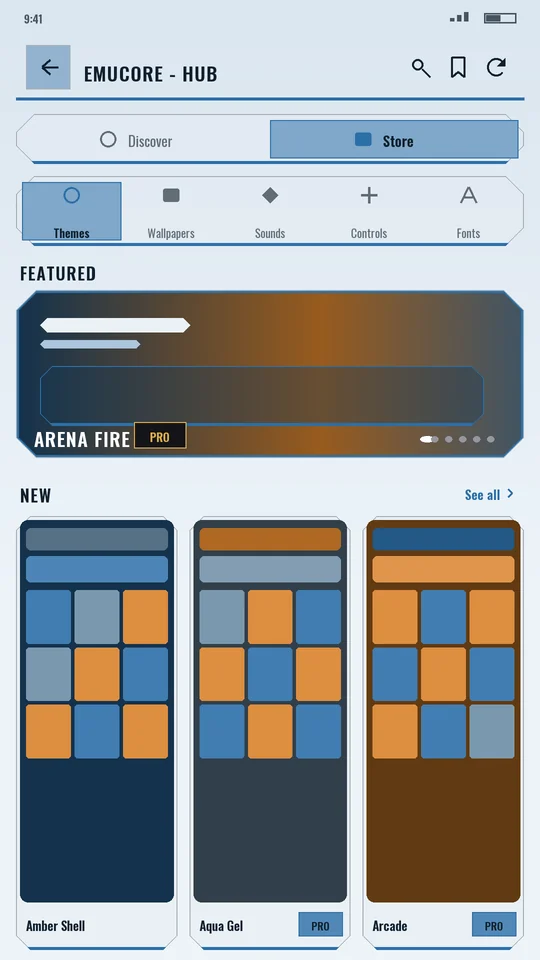 9:41
EMUCORE - HUB
Discover
Store
Themes
Wallpapers
Sounds
Controls
Fonts
FEATURED
ARENA FIRE
PRO
NEW
See all
Amber Shell
Aqua Gel
PRO
Arcade
PRO